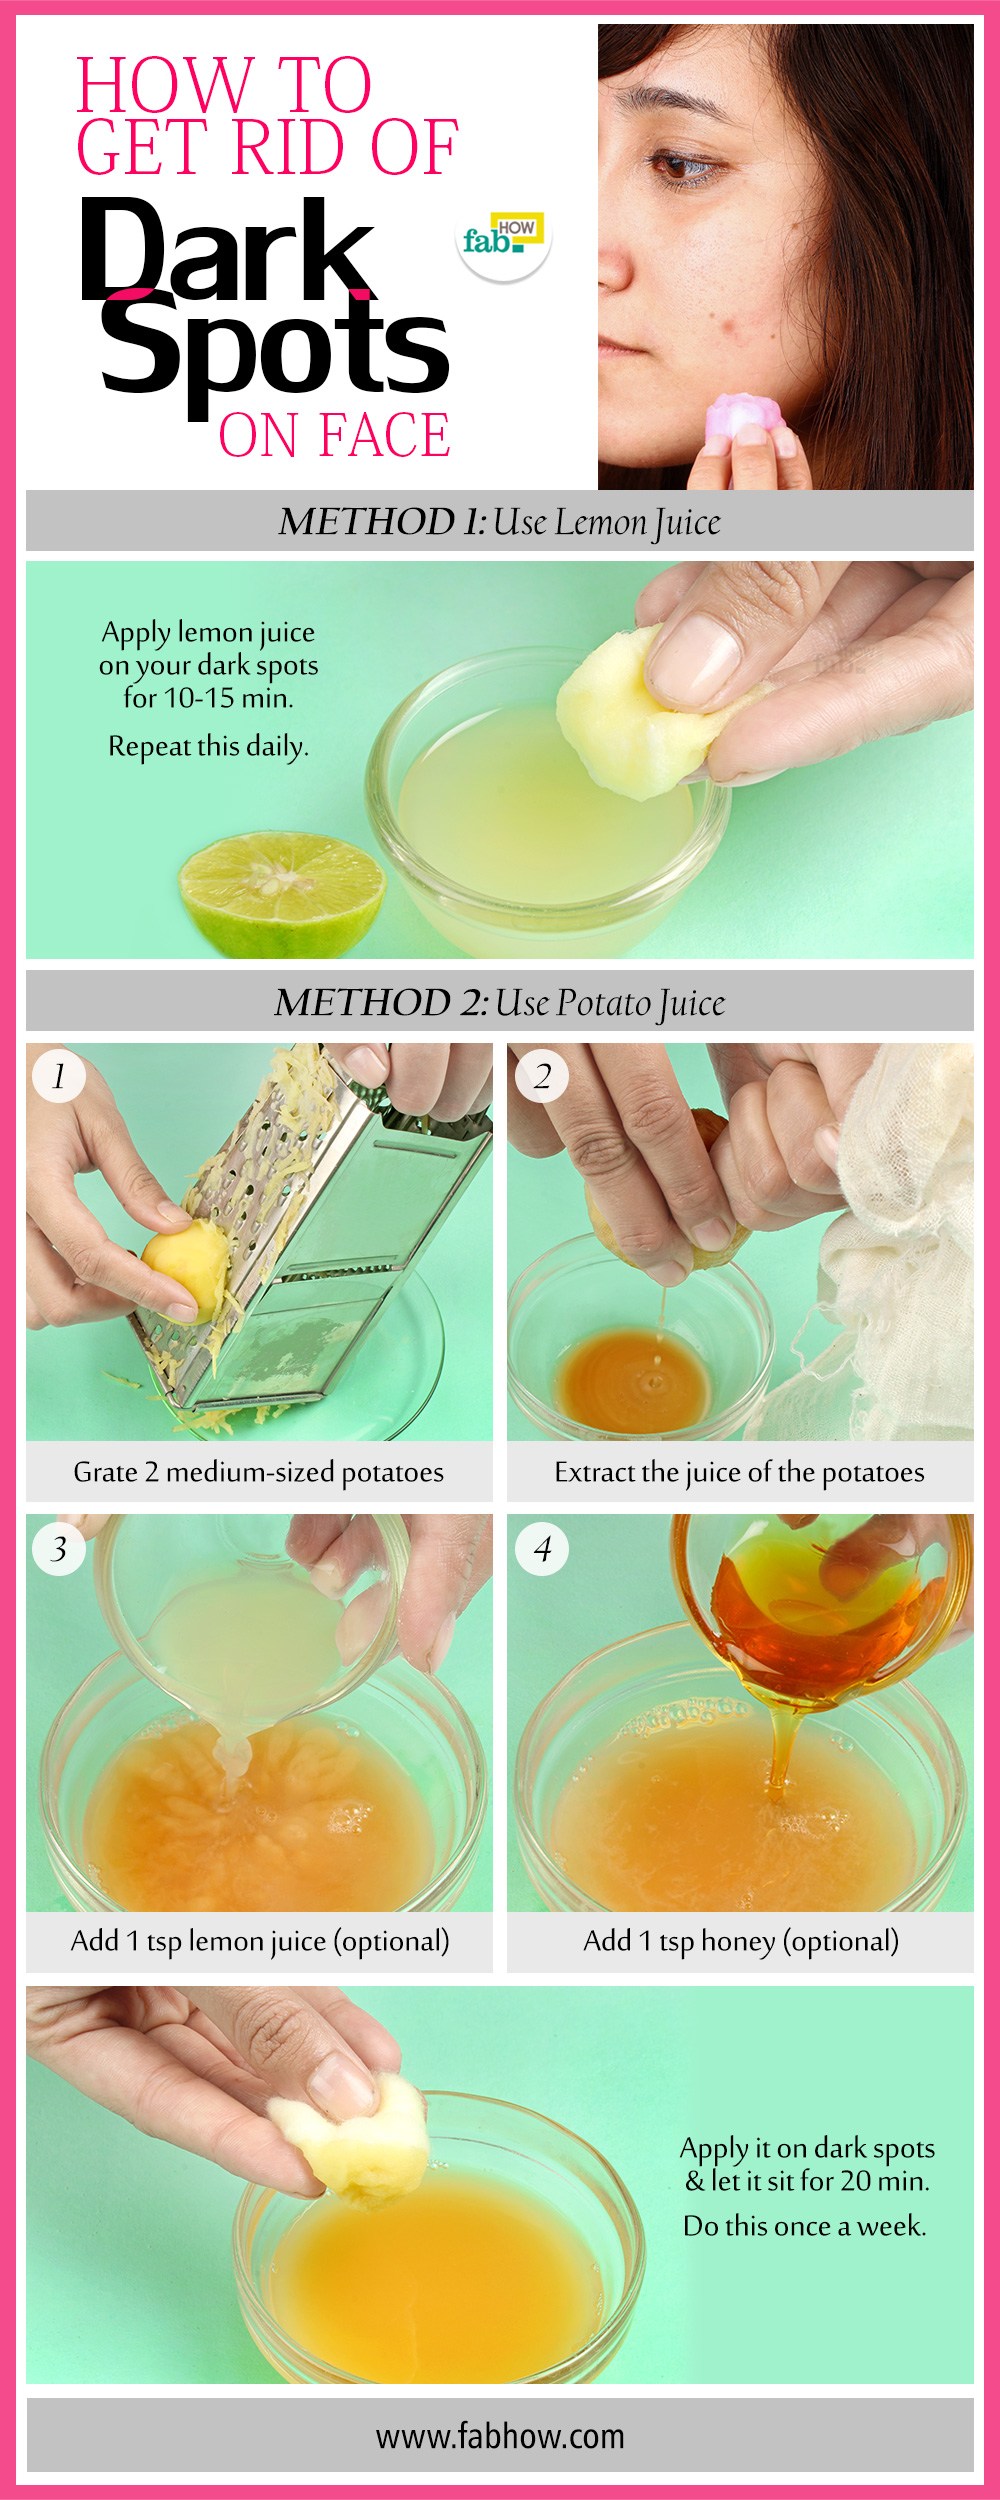 HOW TO
GET RID OF
Dark
Spots
ON FACE
fab HOW
METHOD 1: Use Lemon Juice
Apply lemon juice
on your dark spots
for 10-15 min.
Repeat this daily.
fab
METHOD 2: Use Potato Juice
1
2
Grate 2 medium-sized potatoes
Extract the juice of the potatoes
3
4
Add 1 tsp lemon juice (optional)
Add 1 tsp honey (optional)
Apply it on dark spots
& let it sit for 20 min.
Do this once a week.
www.fabhow.com